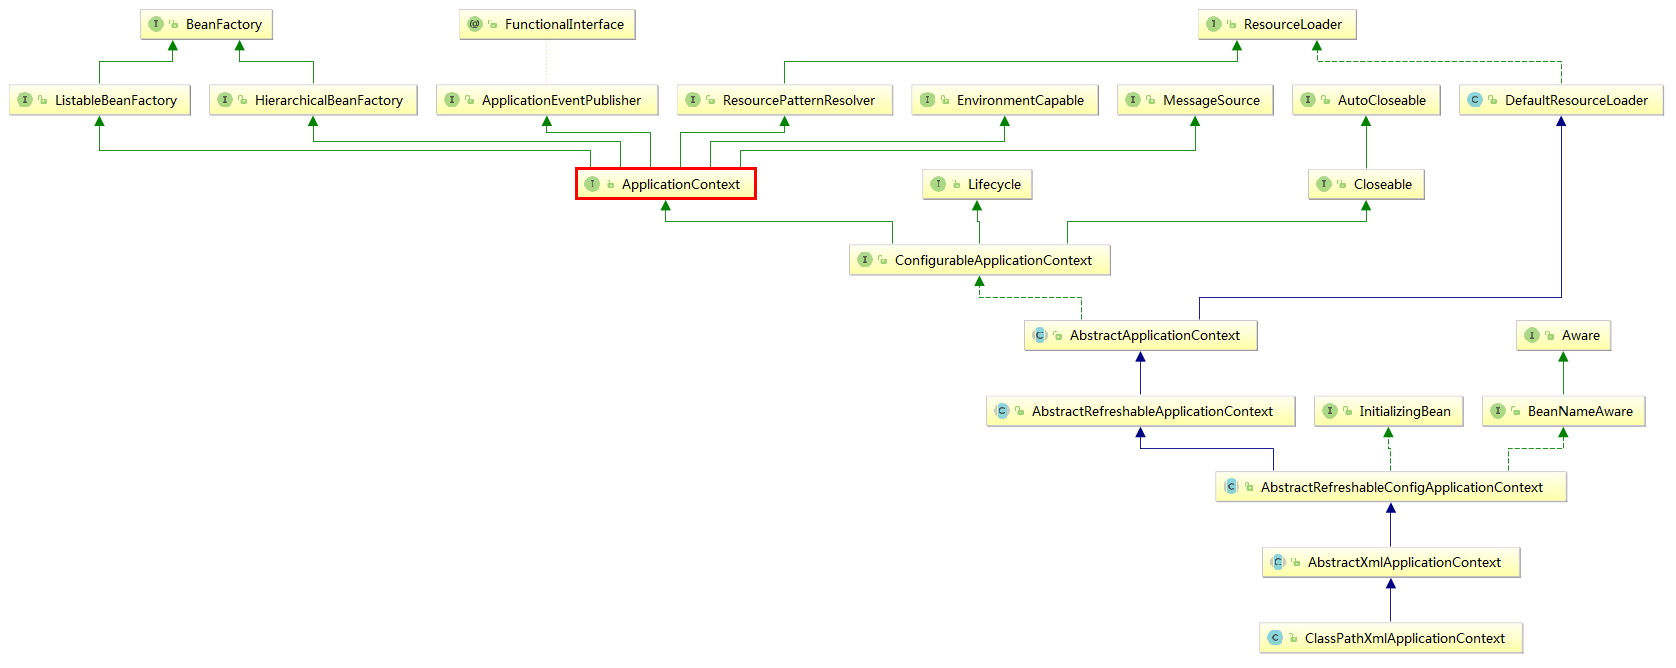 BeanFactory
FunctionalInterface
ResourceLoader
ListableBeanFactory
HierarchicalBeanFactory
ApplicationEventPublisher
ResourcePatternResolver
EnvironmentCapable
MessageSource
AutoCloseable
DefaultResourceLoader
ApplicationContext
Lifecycle
Closeable
ConfigurableApplicationContext
AbstractApplicationContext
Aware
AbstractRefreshableApplicationContext
InitializingBean
BeanNameAware
AbstractRefreshableConfigApplicationContext
AbstractXmlApplicationContext
ClassPathXmlApplicationContext